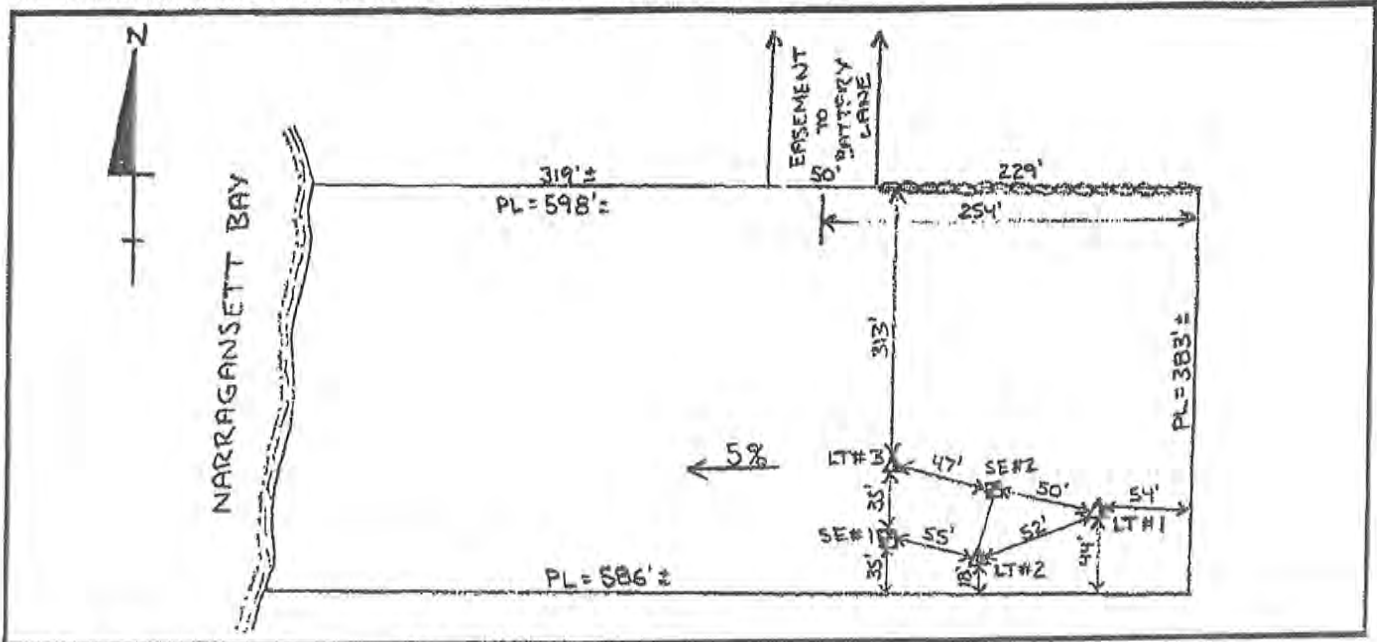 N
EASEMENT
TO
BATTERY
LANE
319'±
50'
229'
PL = 598'±
254'
NARRAGANSETT BAY
313'
PL = 383'±
5%
LT#3
47'
SE#2
50'
54'
LT#1
35'
SE#1
55'
52'
44'
35'
18'
LT#2
PL = 586'±